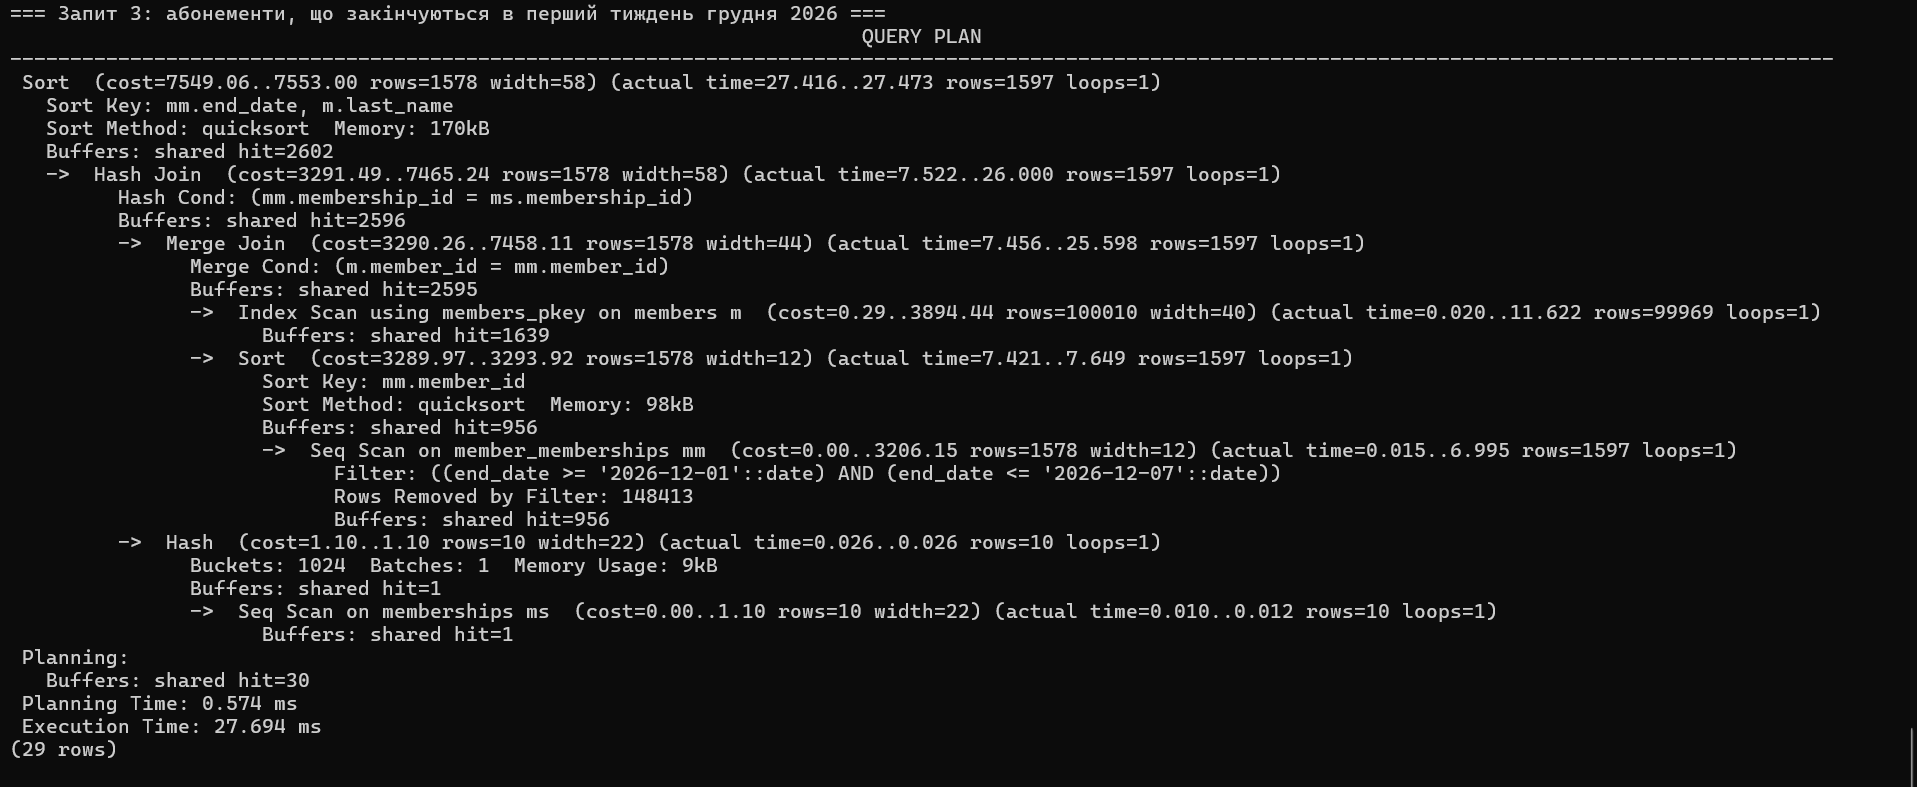 === Запит 3: абонементи, що закінчуються в перший тиждень грудня 2026 ===
QUERY PLAN
--------------------------------------------------------------------------------------------------------------------------------------------------------
Sort  (cost=7549.06..7553.00 rows=1578 width=58) (actual time=27.416..27.473 rows=1597 loops=1)
Sort Key: mm.end_date, m.last_name
Sort Method: quicksort  Memory: 170kB
Buffers: shared hit=2602
->  Hash Join  (cost=3291.49..7465.24 rows=1578 width=58) (actual time=7.522..26.000 rows=1597 loops=1)
Hash Cond: (mm.membership_id = ms.membership_id)
Buffers: shared hit=2596
->  Merge Join  (cost=3290.26..7458.11 rows=1578 width=44) (actual time=7.456..25.598 rows=1597 loops=1)
Merge Cond: (m.member_id = mm.member_id)
Buffers: shared hit=2595
->  Index Scan using members_pkey on members m  (cost=0.29..3894.44 rows=100010 width=40) (actual time=0.020..11.622 rows=99969 loops=1)
Buffers: shared hit=1639
->  Sort  (cost=3289.97..3293.92 rows=1578 width=12) (actual time=7.421..7.649 rows=1597 loops=1)
Sort Key: mm.member_id
Sort Method: quicksort  Memory: 98kB
Buffers: shared hit=956
->  Seq Scan on member_memberships mm  (cost=0.00..3206.15 rows=1578 width=12) (actual time=0.015..6.995 rows=1597 loops=1)
Filter: ((end_date >= '2026-12-01'::date) AND (end_date <= '2026-12-07'::date))
Rows Removed by Filter: 148413
Buffers: shared hit=956
->  Hash  (cost=1.10..1.10 rows=10 width=22) (actual time=0.026..0.026 rows=10 loops=1)
Buckets: 1024  Batches: 1  Memory Usage: 9kB
Buffers: shared hit=1
->  Seq Scan on memberships ms  (cost=0.00..1.10 rows=10 width=22) (actual time=0.010..0.012 rows=10 loops=1)
Buffers: shared hit=1
Planning:
Buffers: shared hit=30
Planning Time: 0.574 ms
Execution Time: 27.694 ms
(29 rows)